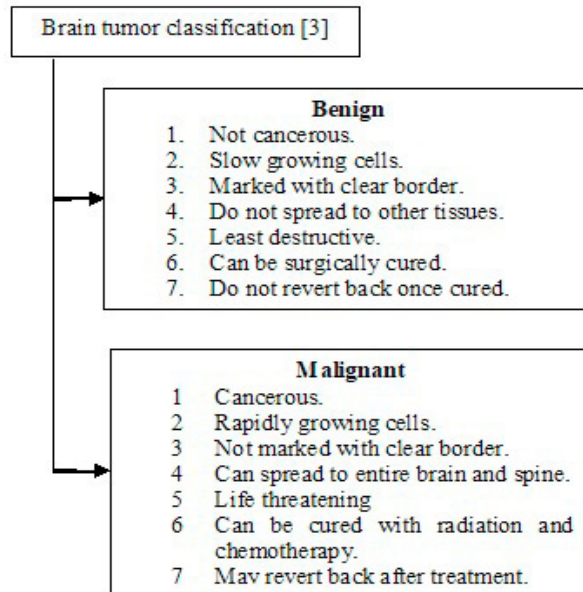 Brain tumor classification [3]
Benign
1. Not cancerous.
2. Slow growing cells.
3. Marked with clear border.
4. Do not spread to other tissues.
5. Least destructive.
6. Can be surgically cured.
7. Do not revert back once cured.
Malignant
1 Cancerous.
2 Rapidly growing cells.
3 Not marked with clear border.
4 Can spread to entire brain and spine.
5 Life threatening
6 Can be cured with radiation and
chemotherapy.
7 May revert back after treatment.